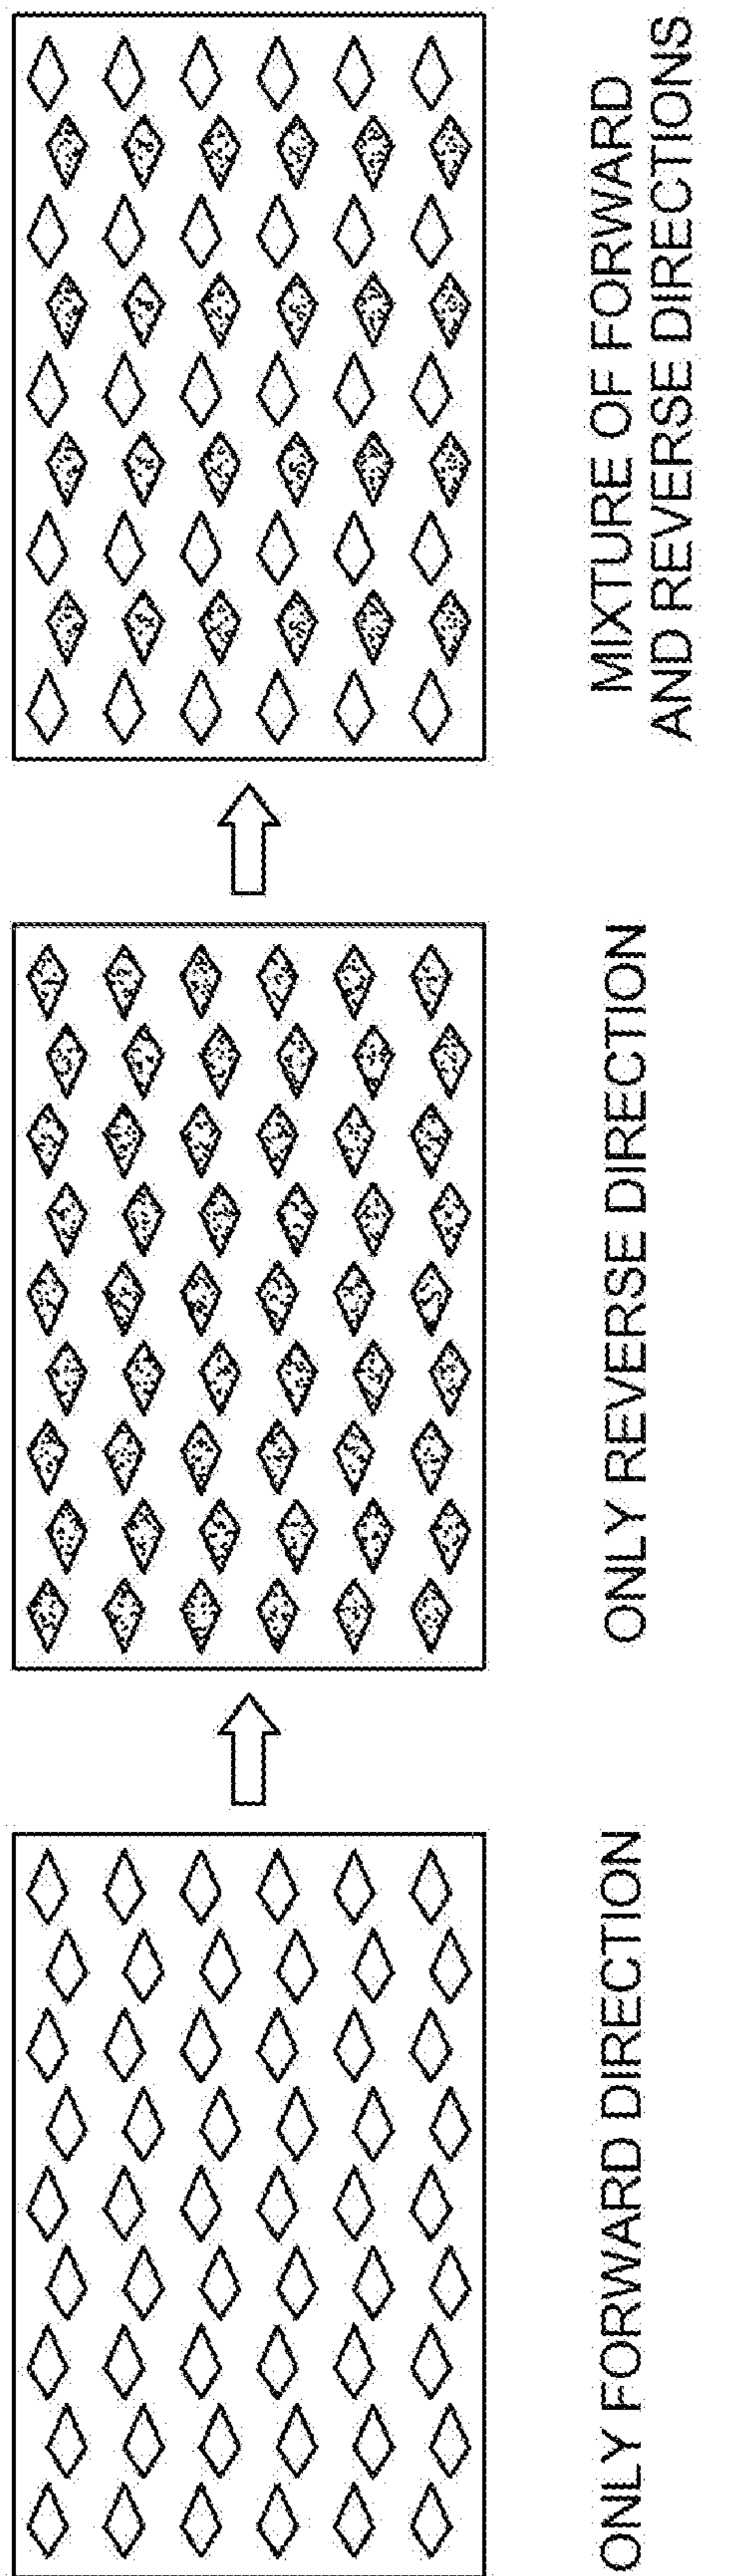 ONLY FORWARD DIRECTION
ONLY REVERSE DIRECTION
MIXTURE OF FORWARD
AND REVERSE DIRECTIONS